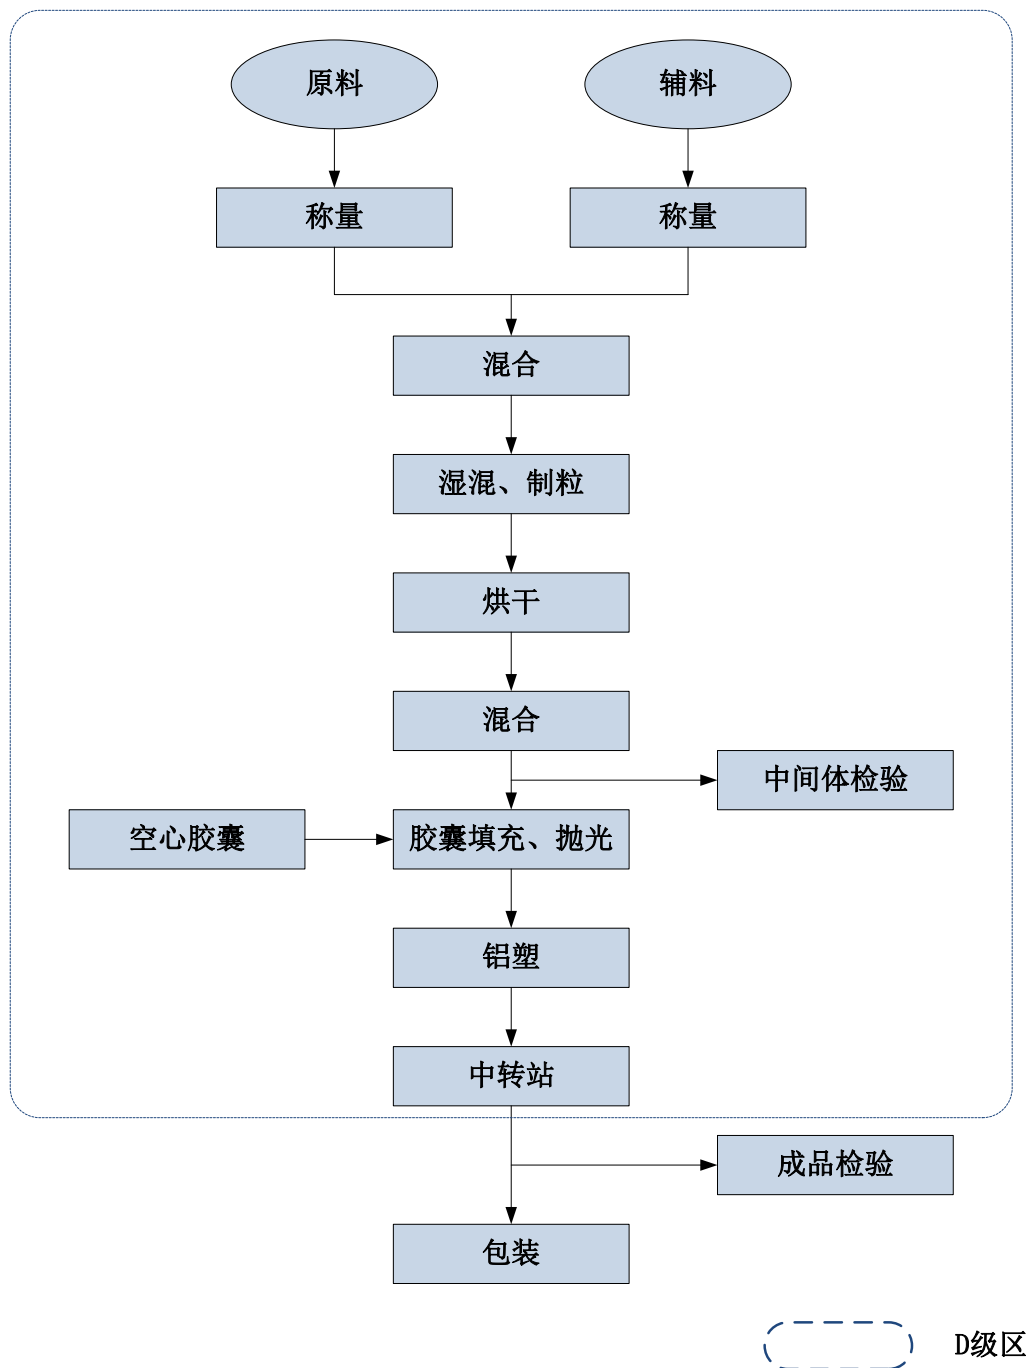 原料
辅料
称量
称量
混合
湿混、制粒
烘干
混合
中间体检验
空心胶囊
胶囊填充、抛光
铝塑
中转站
成品检验
包装
D级区